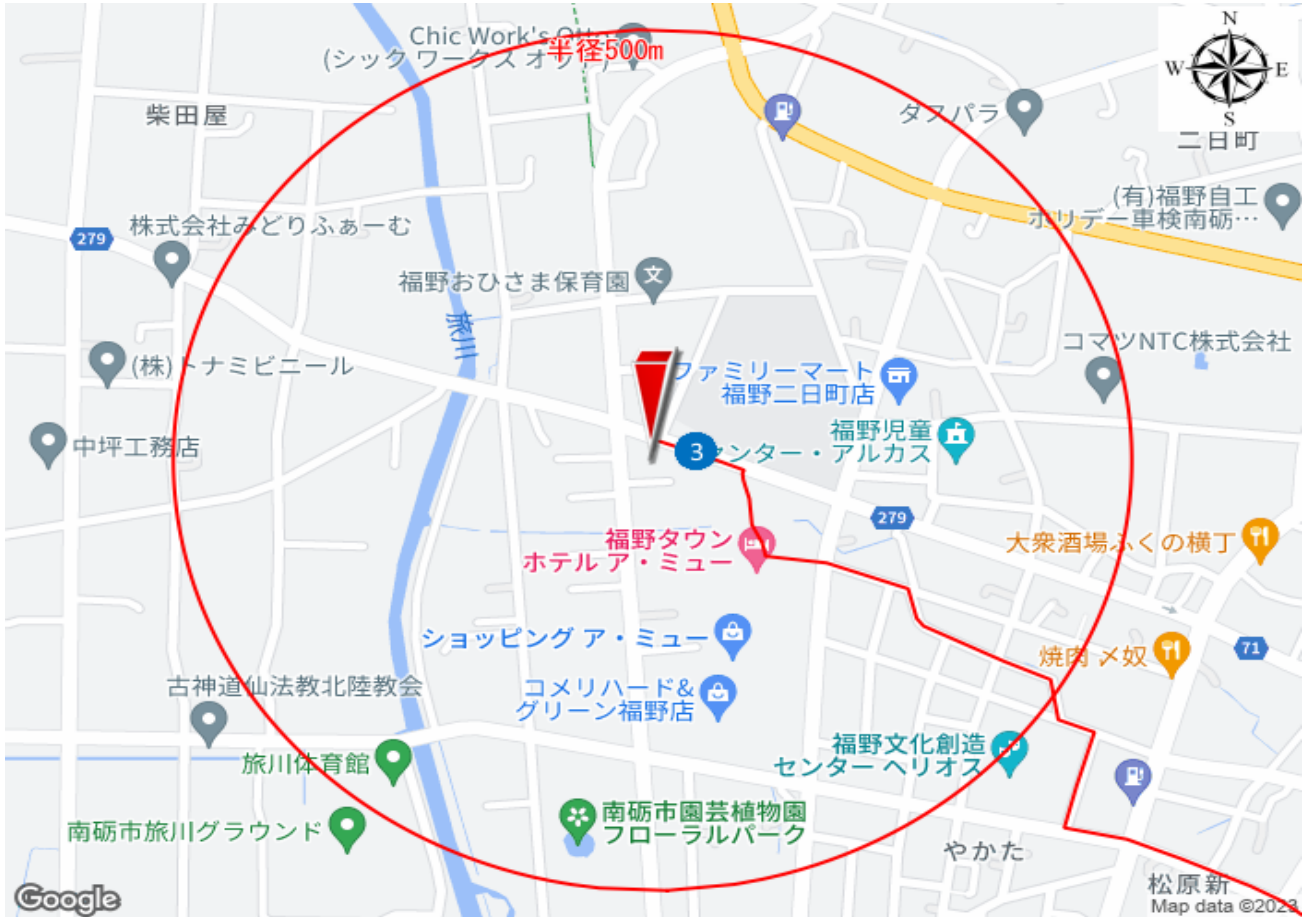 Chic Work's Otto
(シック ワークス オット)
半径500m
N
W
E
S
柴田屋
タスパラ
二日町
(有)福野自工
ホリデー車検南砺…
279
株式会社みどりふぁーむ
福野おひさま保育園
文
旅川
コマツNTC株式会社
(株)トナミビニール
ファミリーマート
福野二日町店
福野児童
センター・アルカス
中坪工務店
3
279
福野タウン
ホテル ア・ミュー
大衆酒場ふくの横丁
ショッピング ア・ミュー
焼肉 〆奴
71
古神道仙法教北陸教会
コメリハード&
グリーン福野店
旅川体育館
福野文化創造
センター ヘリオス
南砺市旅川グラウンド
南砺市園芸植物園
フローラルパーク
やかた
松原新
Google
Map data ©2023